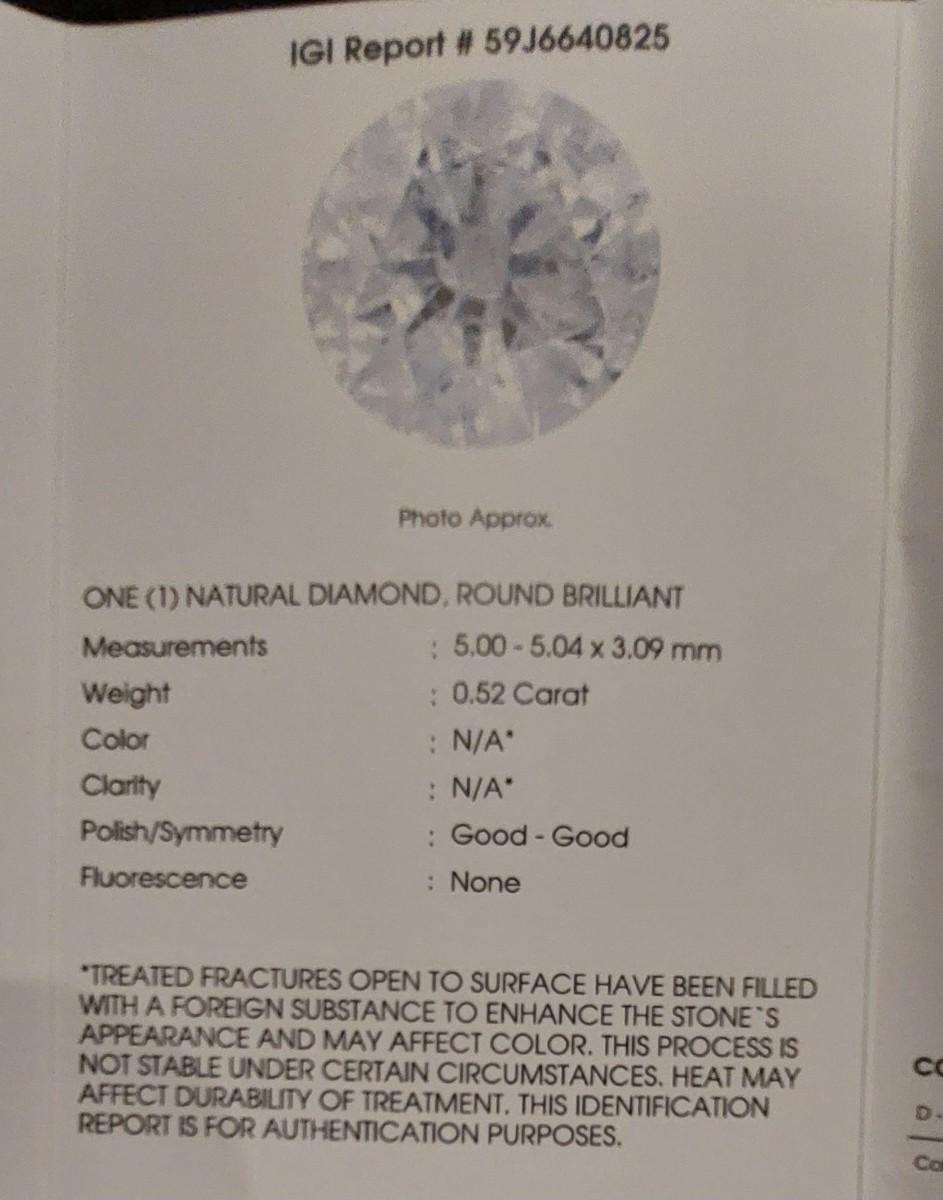 IGI Report # 59J6640825
Photo Approx.
ONE (1) NATURAL DIAMOND, ROUND BRILLIANT
Measurements : 5.00 - 5.04 x 3.09 mm
Weight : 0.52 Carat
Color : N/A*
Clarity : N/A*
Polish/Symmetry : Good - Good
Fluorescence : None
*TREATED FRACTURES OPEN TO SURFACE HAVE BEEN FILLED
WITH A FOREIGN SUBSTANCE TO ENHANCE THE STONE`S
APPEARANCE AND MAY AFFECT COLOR. THIS PROCESS IS
NOT STABLE UNDER CERTAIN CIRCUMSTANCES. HEAT MAY
AFFECT DURABILITY OF TREATMENT. THIS IDENTIFICATION
REPORT IS FOR AUTHENTICATION PURPOSES.